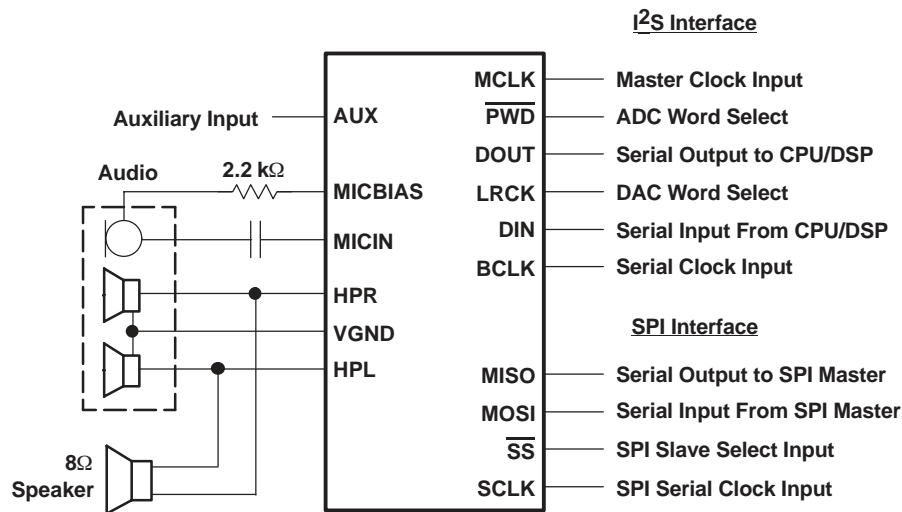 I2S Interface
MCLK Master Clock Input
Auxiliary Input AUX PWD ADC Word Select
DOUT Serial Output to CPU/DSP
Audio 2.2 kΩ
MICBIAS LRCK DAC Word Select
MICIN DIN Serial Input From CPU/DSP
BCLK Serial Clock Input
HPR
VGND SPI Interface
HPL MISO Serial Output to SPI Master
MOSI Serial Input From SPI Master
SS SPI Slave Select Input
8Ω
Speaker SCLK SPI Serial Clock Input